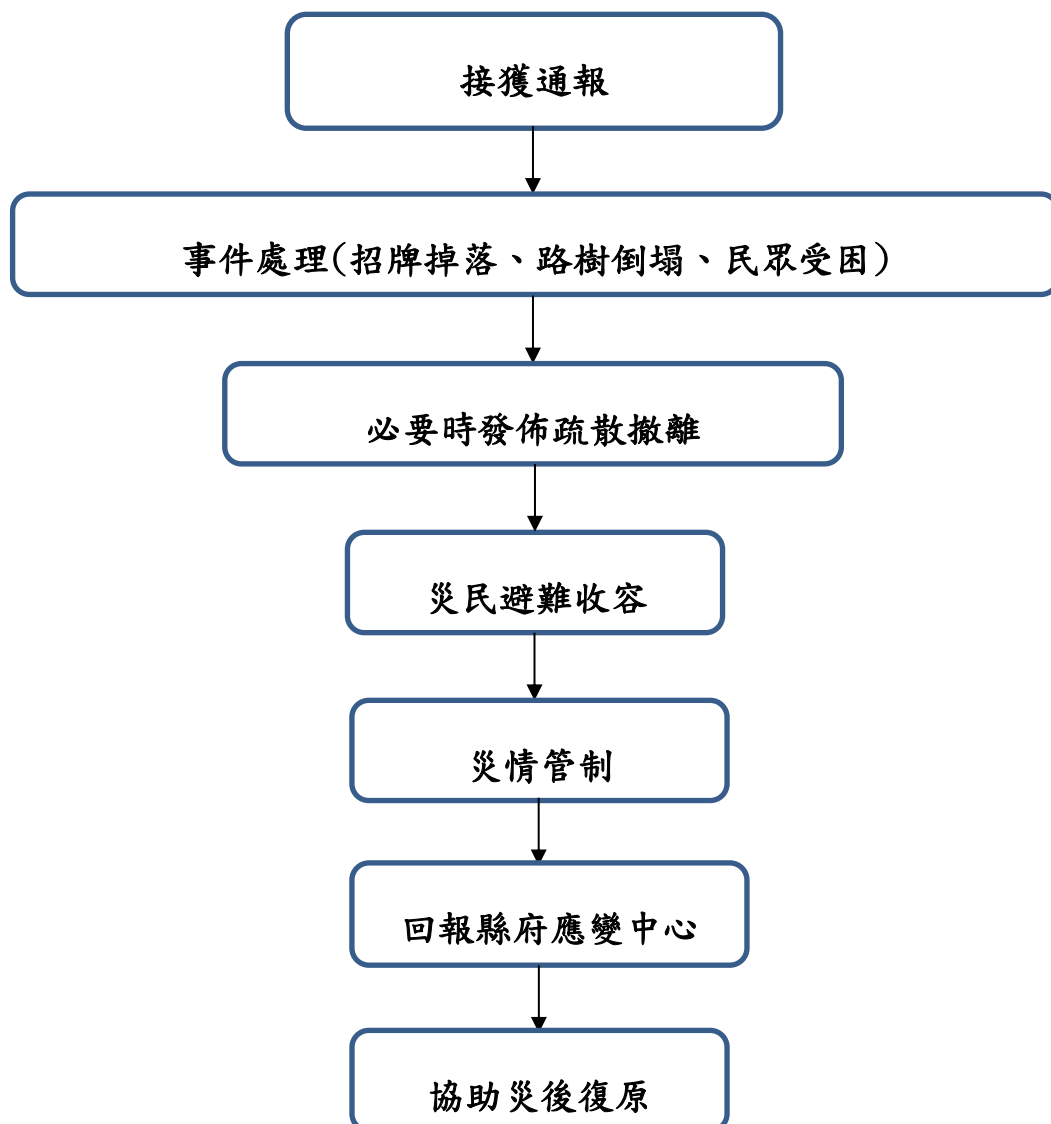 接獲通報
事件處理(招牌掉落、路樹倒塌、民眾受困)
必要時發佈疏散撤離
災民避難收容
災情管制
回報縣府應變中心
協助災後復原